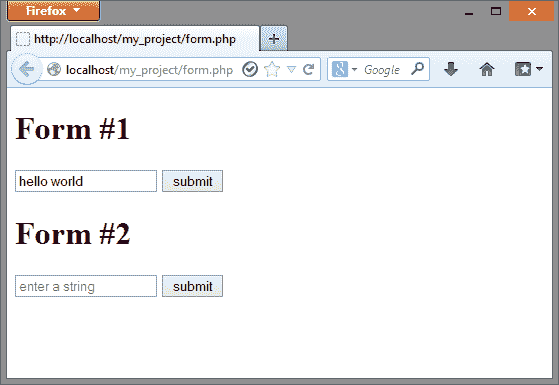 Firefox
http://localhost/my_project/form.php
localhost/my_project/form.php
Google
Form #1
hello world
submit
Form #2
enter a string
submit